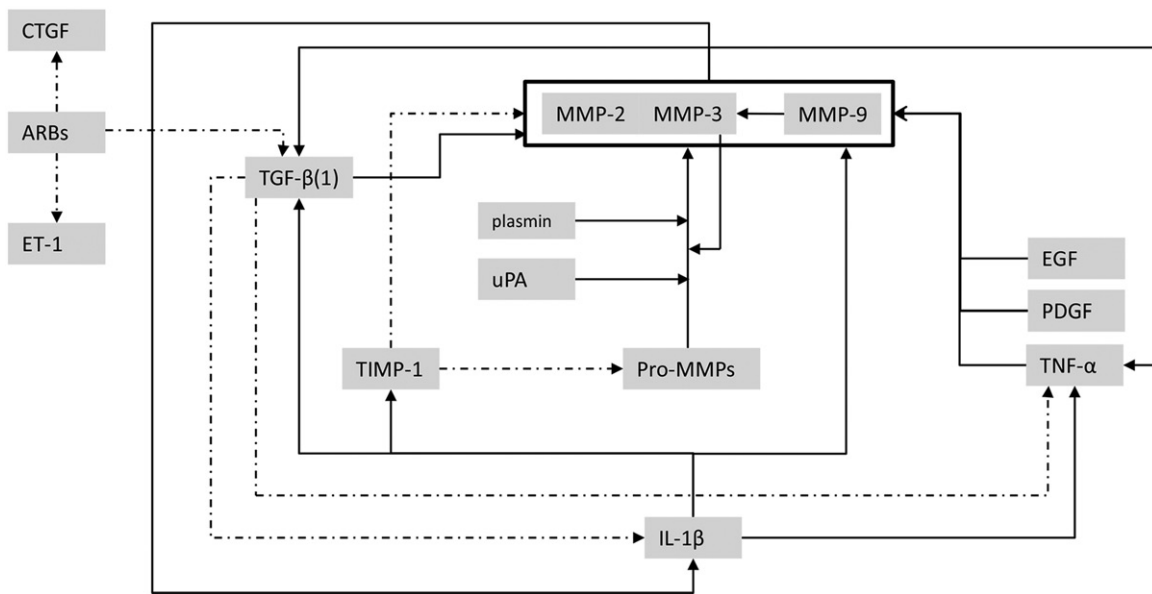 CTGF
ARBs
ET-1
TGF-β(1)
MMP-2
MMP-3
MMP-9
plasmin
uPA
TIMP-1
Pro-MMPs
EGF
PDGF
TNF-α
IL-1β